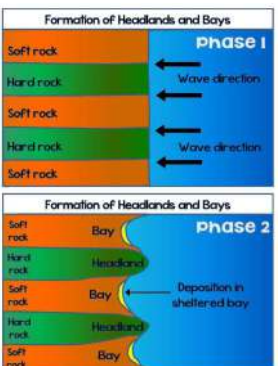 Formation of Headlands and Bays
Phase 1
Soft rock
Wave direction
Hard rock
Soft rock
Hard rock
Wave direction
Soft rock
Formation of Headlands and Bays
Phase 2
Soft
rock
Bay
Hard
rock
Headland
Soft
rock
Bay
Deposition in
sheltered bay
Hard
rock
Headland
Soft
rock
Bay